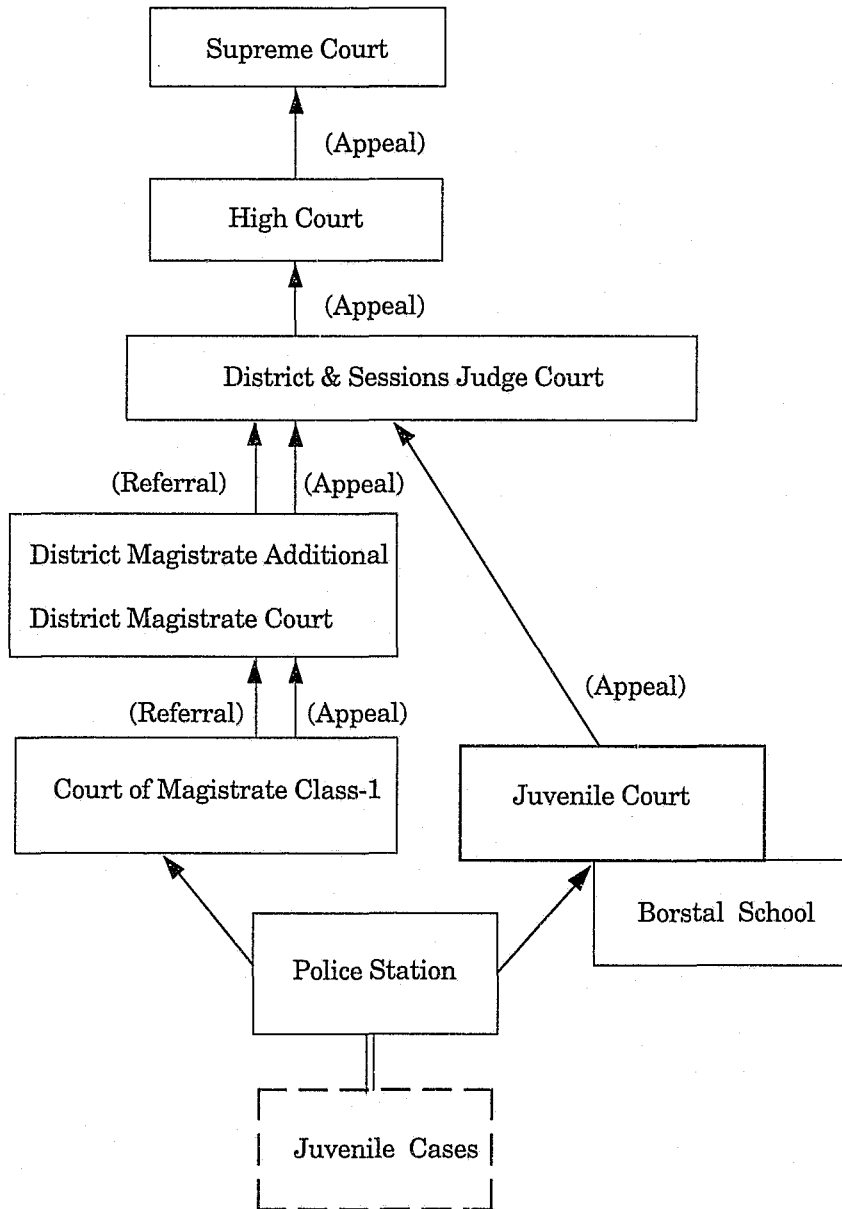 Supreme Court
(Appeal)
High Court
(Appeal)
District & Sessions Judge Court
(Referral) (Appeal)
District Magistrate Additional
District Magistrate Court
(Referral) (Appeal)
(Appeal)
Court of Magistrate Class-1
Juvenile Court
Borstal School
Police Station
Juvenile Cases